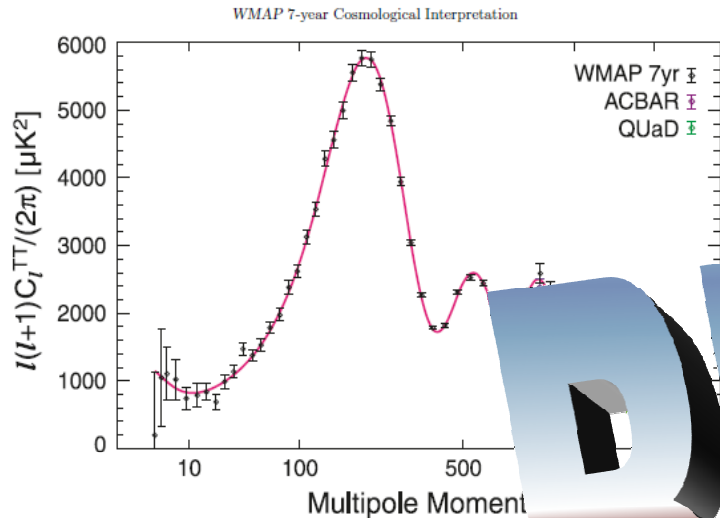 WMAP 7-year Cosmological Interpretation
6000
5000
4000
3000
2000
1000
0
l(l+1)C_l^TT/(2π) [μK²]
WMAP 7yr
ACBAR
QUaD
10
100
500
Multipole Moment
D